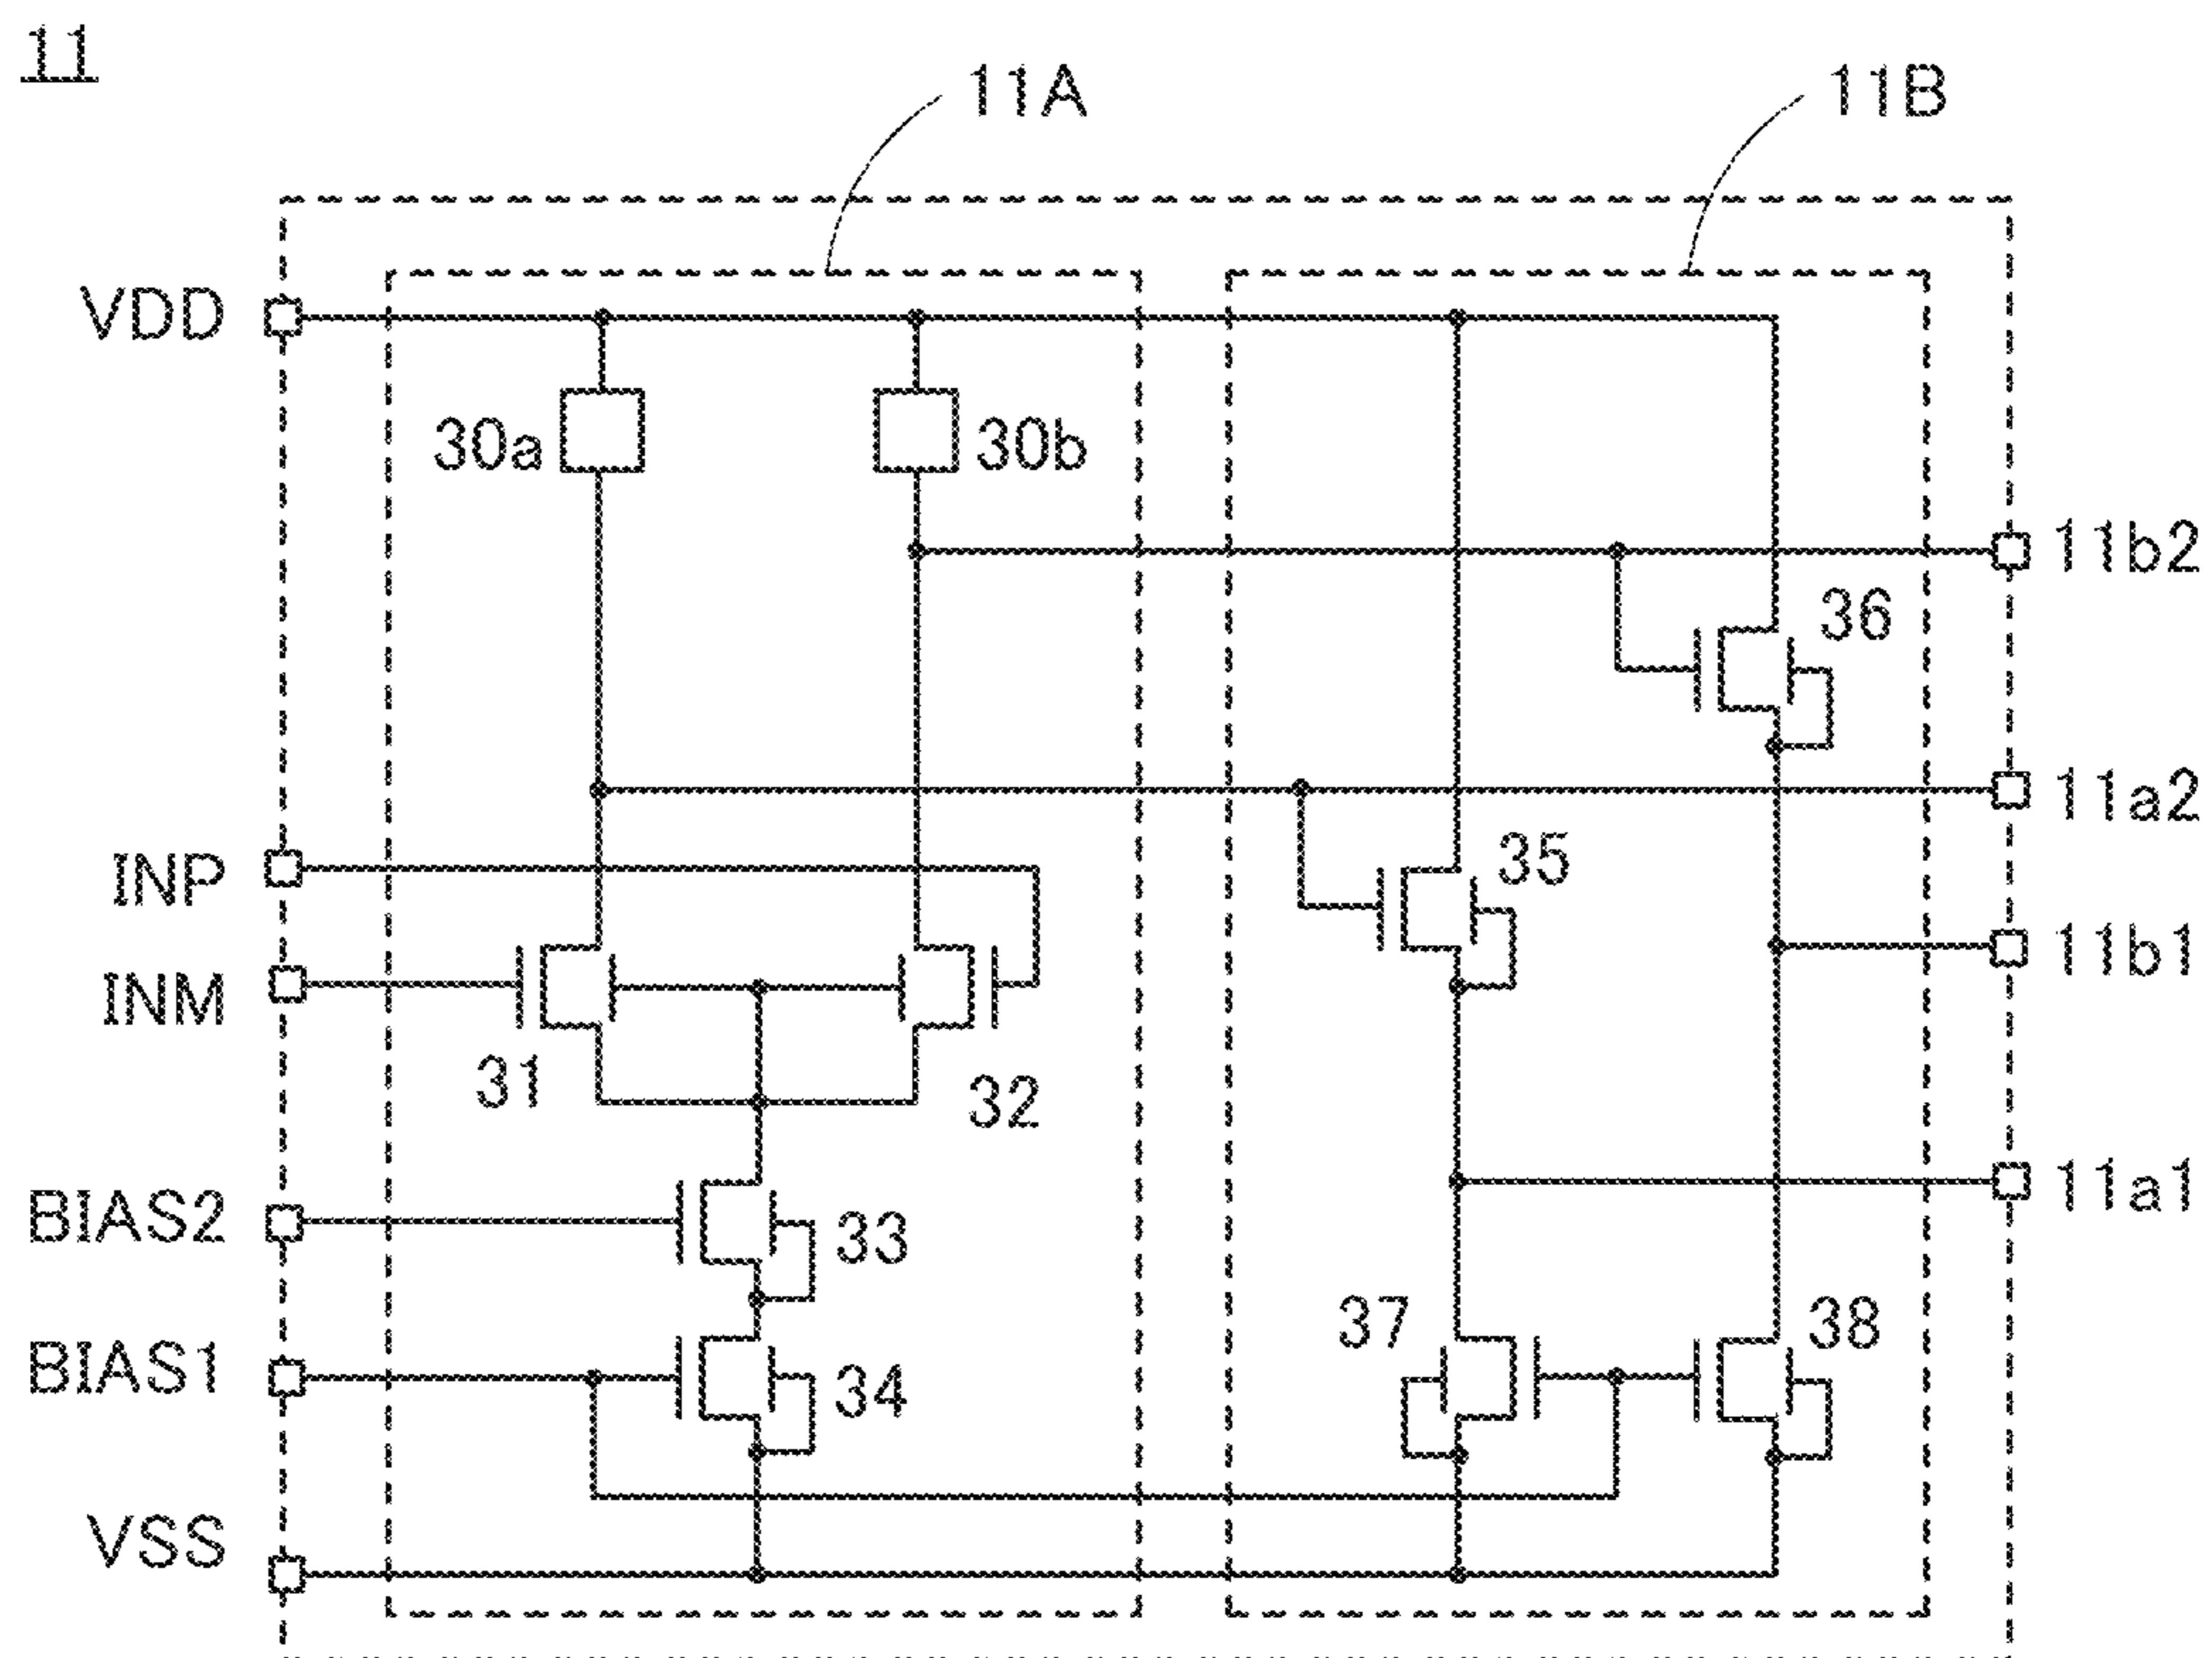 11
11A
11B
VDD
30a
30b
11b2
36
11a2
INP
35
11b1
INM
31
32
11a1
BIAS2
33
37
38
BIAS1
34
VSS